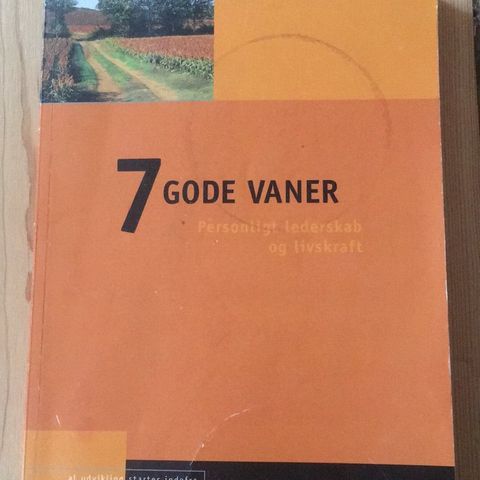 7 GODE VANER
Personligt lederskab
og livskraft
al udvikling starter indefra